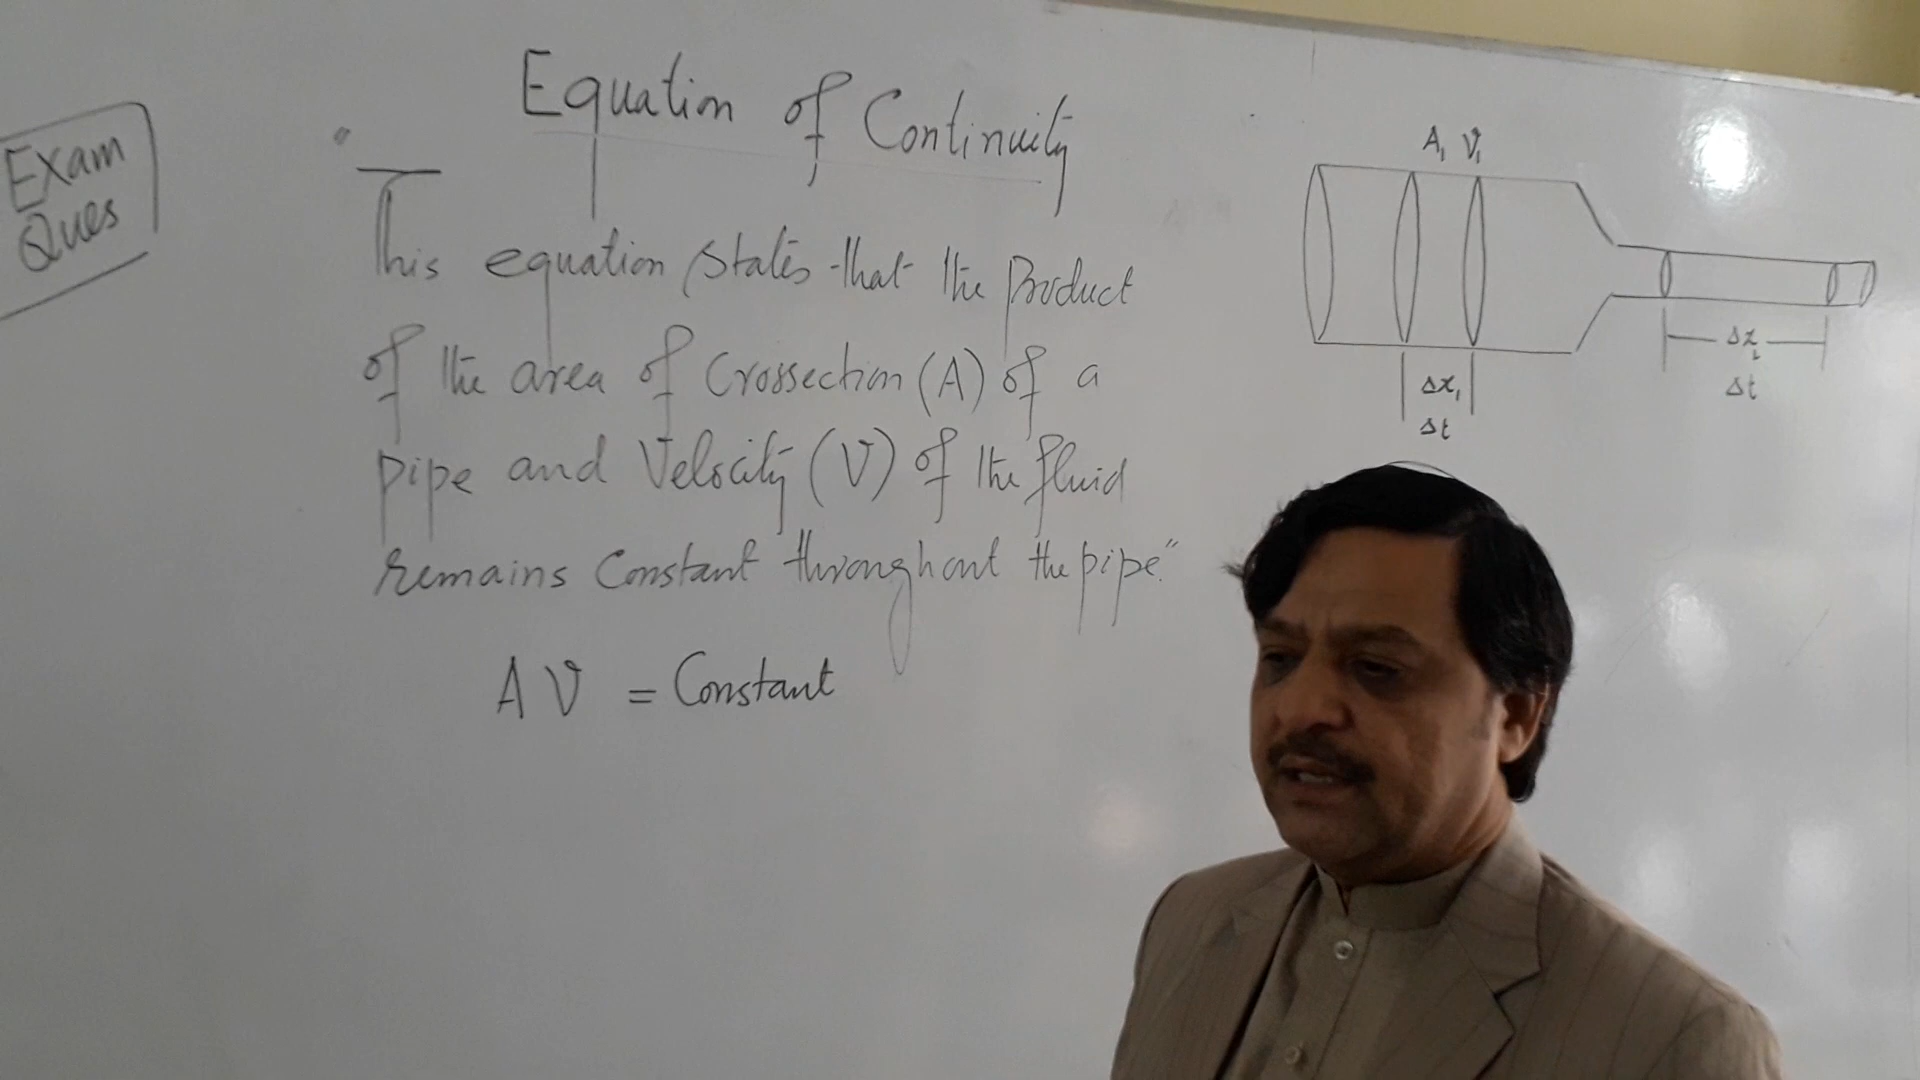 Exam
Ques
Equation of Continuity
" This equation states that the Product
of the area of Crossection (A) of a
pipe and Velocity (V) of the fluid
remains Constant throughout the pipe."
A V = Constant
A₁ V₁
Δx₁
Δt
Δx₂
Δt